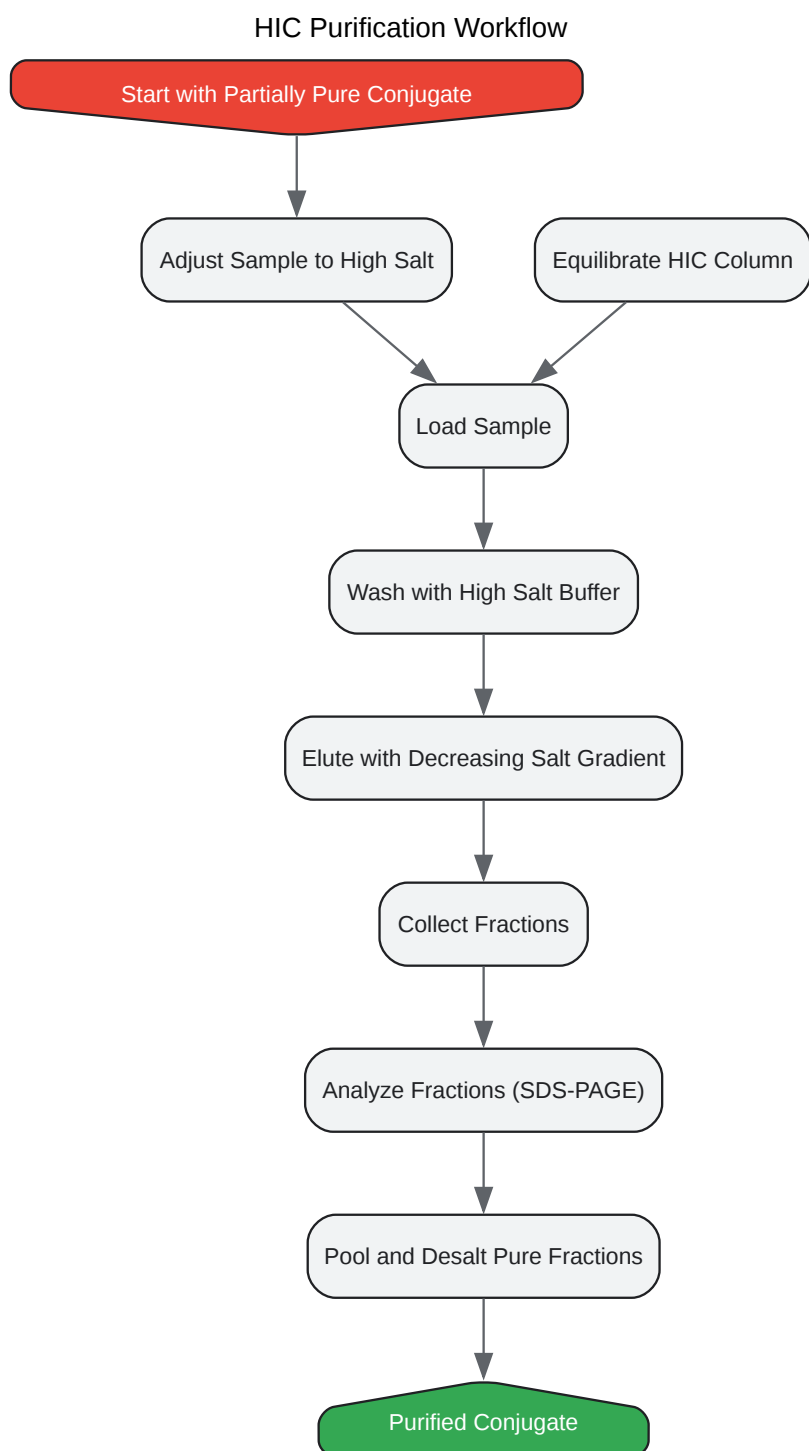 HIC Purification Workflow
Start with Partially Pure Conjugate
Adjust Sample to High Salt
Equilibrate HIC Column
Load Sample
Wash with High Salt Buffer
Elute with Decreasing Salt Gradient
Collect Fractions
Analyze Fractions (SDS-PAGE)
Pool and Desalt Pure Fractions
Purified Conjugate